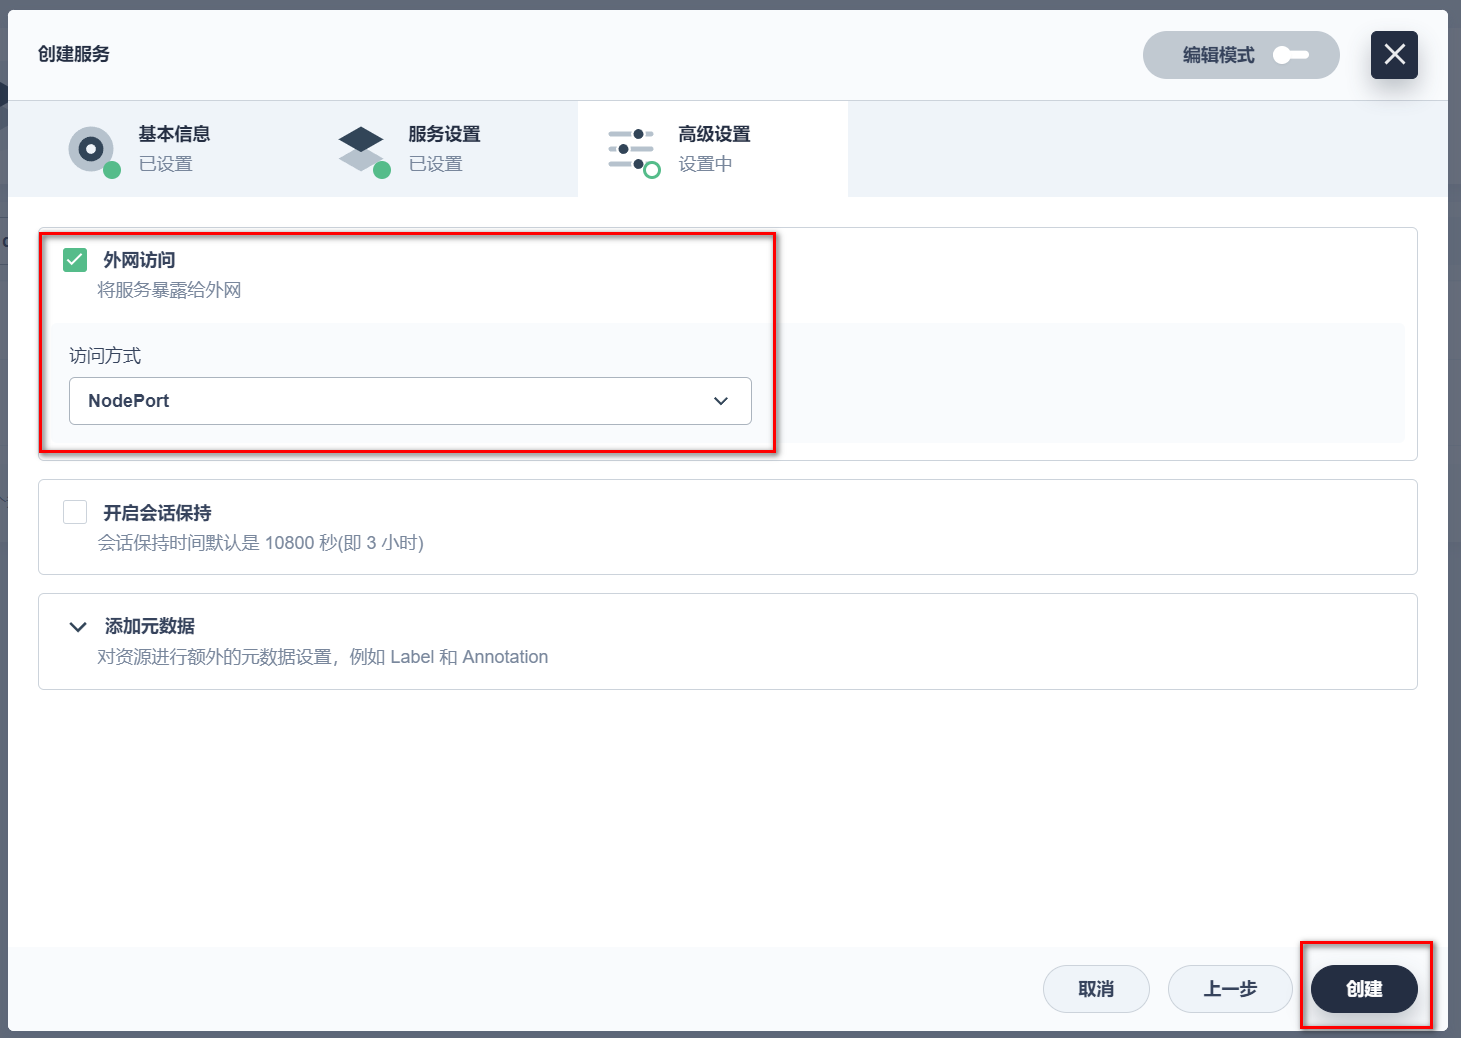 创建服务
编辑模式
基本信息
已设置
服务设置
已设置
高级设置
设置中
外网访问
将服务暴露给外网
访问方式
NodePort
开启会话保持
会话保持时间默认是 10800 秒(即 3 小时)
添加元数据
对资源进行额外的元数据设置，例如 Label 和 Annotation
取消
上一步
创建